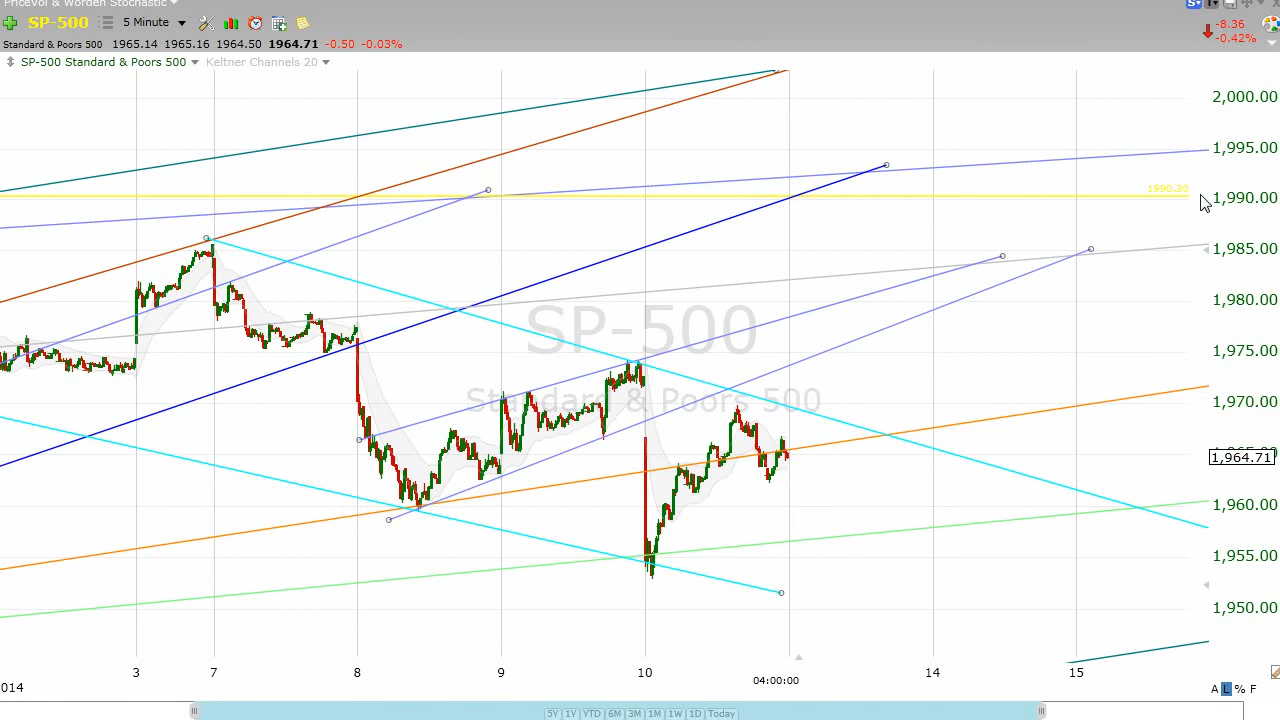 PriceVol & Worden Stochastic
SP-500 5 Minute
-8.36
-0.42%
Standard & Poors 500 1965.14 1965.16 1964.50 1964.71 -0.50 -0.03%
SP-500 Standard & Poors 500 Keltner Channels 20
2,000.00
1,995.00
1990.30
1,990.00
1,985.00
1,980.00
SP-500
1,975.00
Standard & Poors 500
1,970.00
1,964.71
1,960.00
1,955.00
1,950.00
3 7 8 9 10 14 15
04:00:00
014
A L % F
5Y 1Y YTD 6M 3M 1M 1W 1D Today